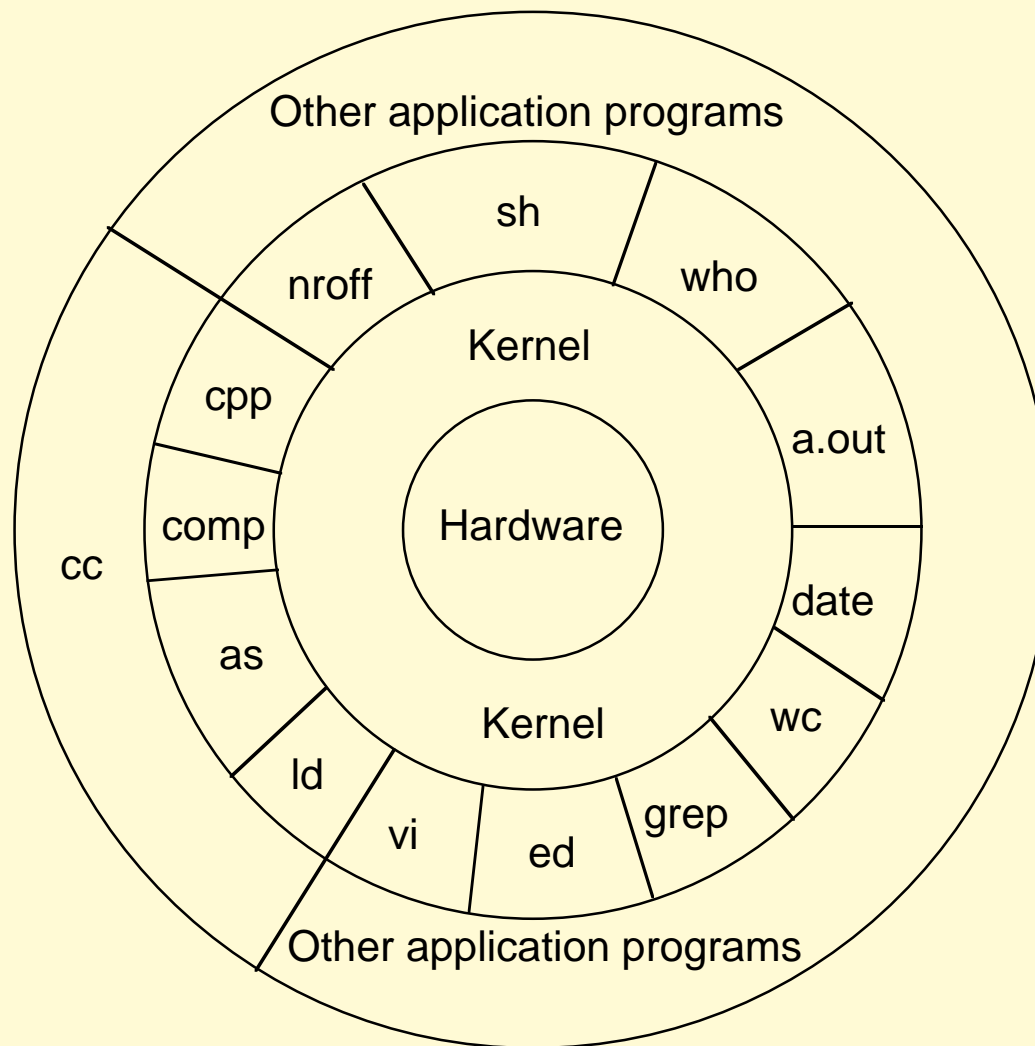 Other application programs
sh
nroff
who
Kernel
cpp
a.out
Hardware
comp
cc
date
as
wc
Kernel
ld
grep
vi
ed
Other application programs